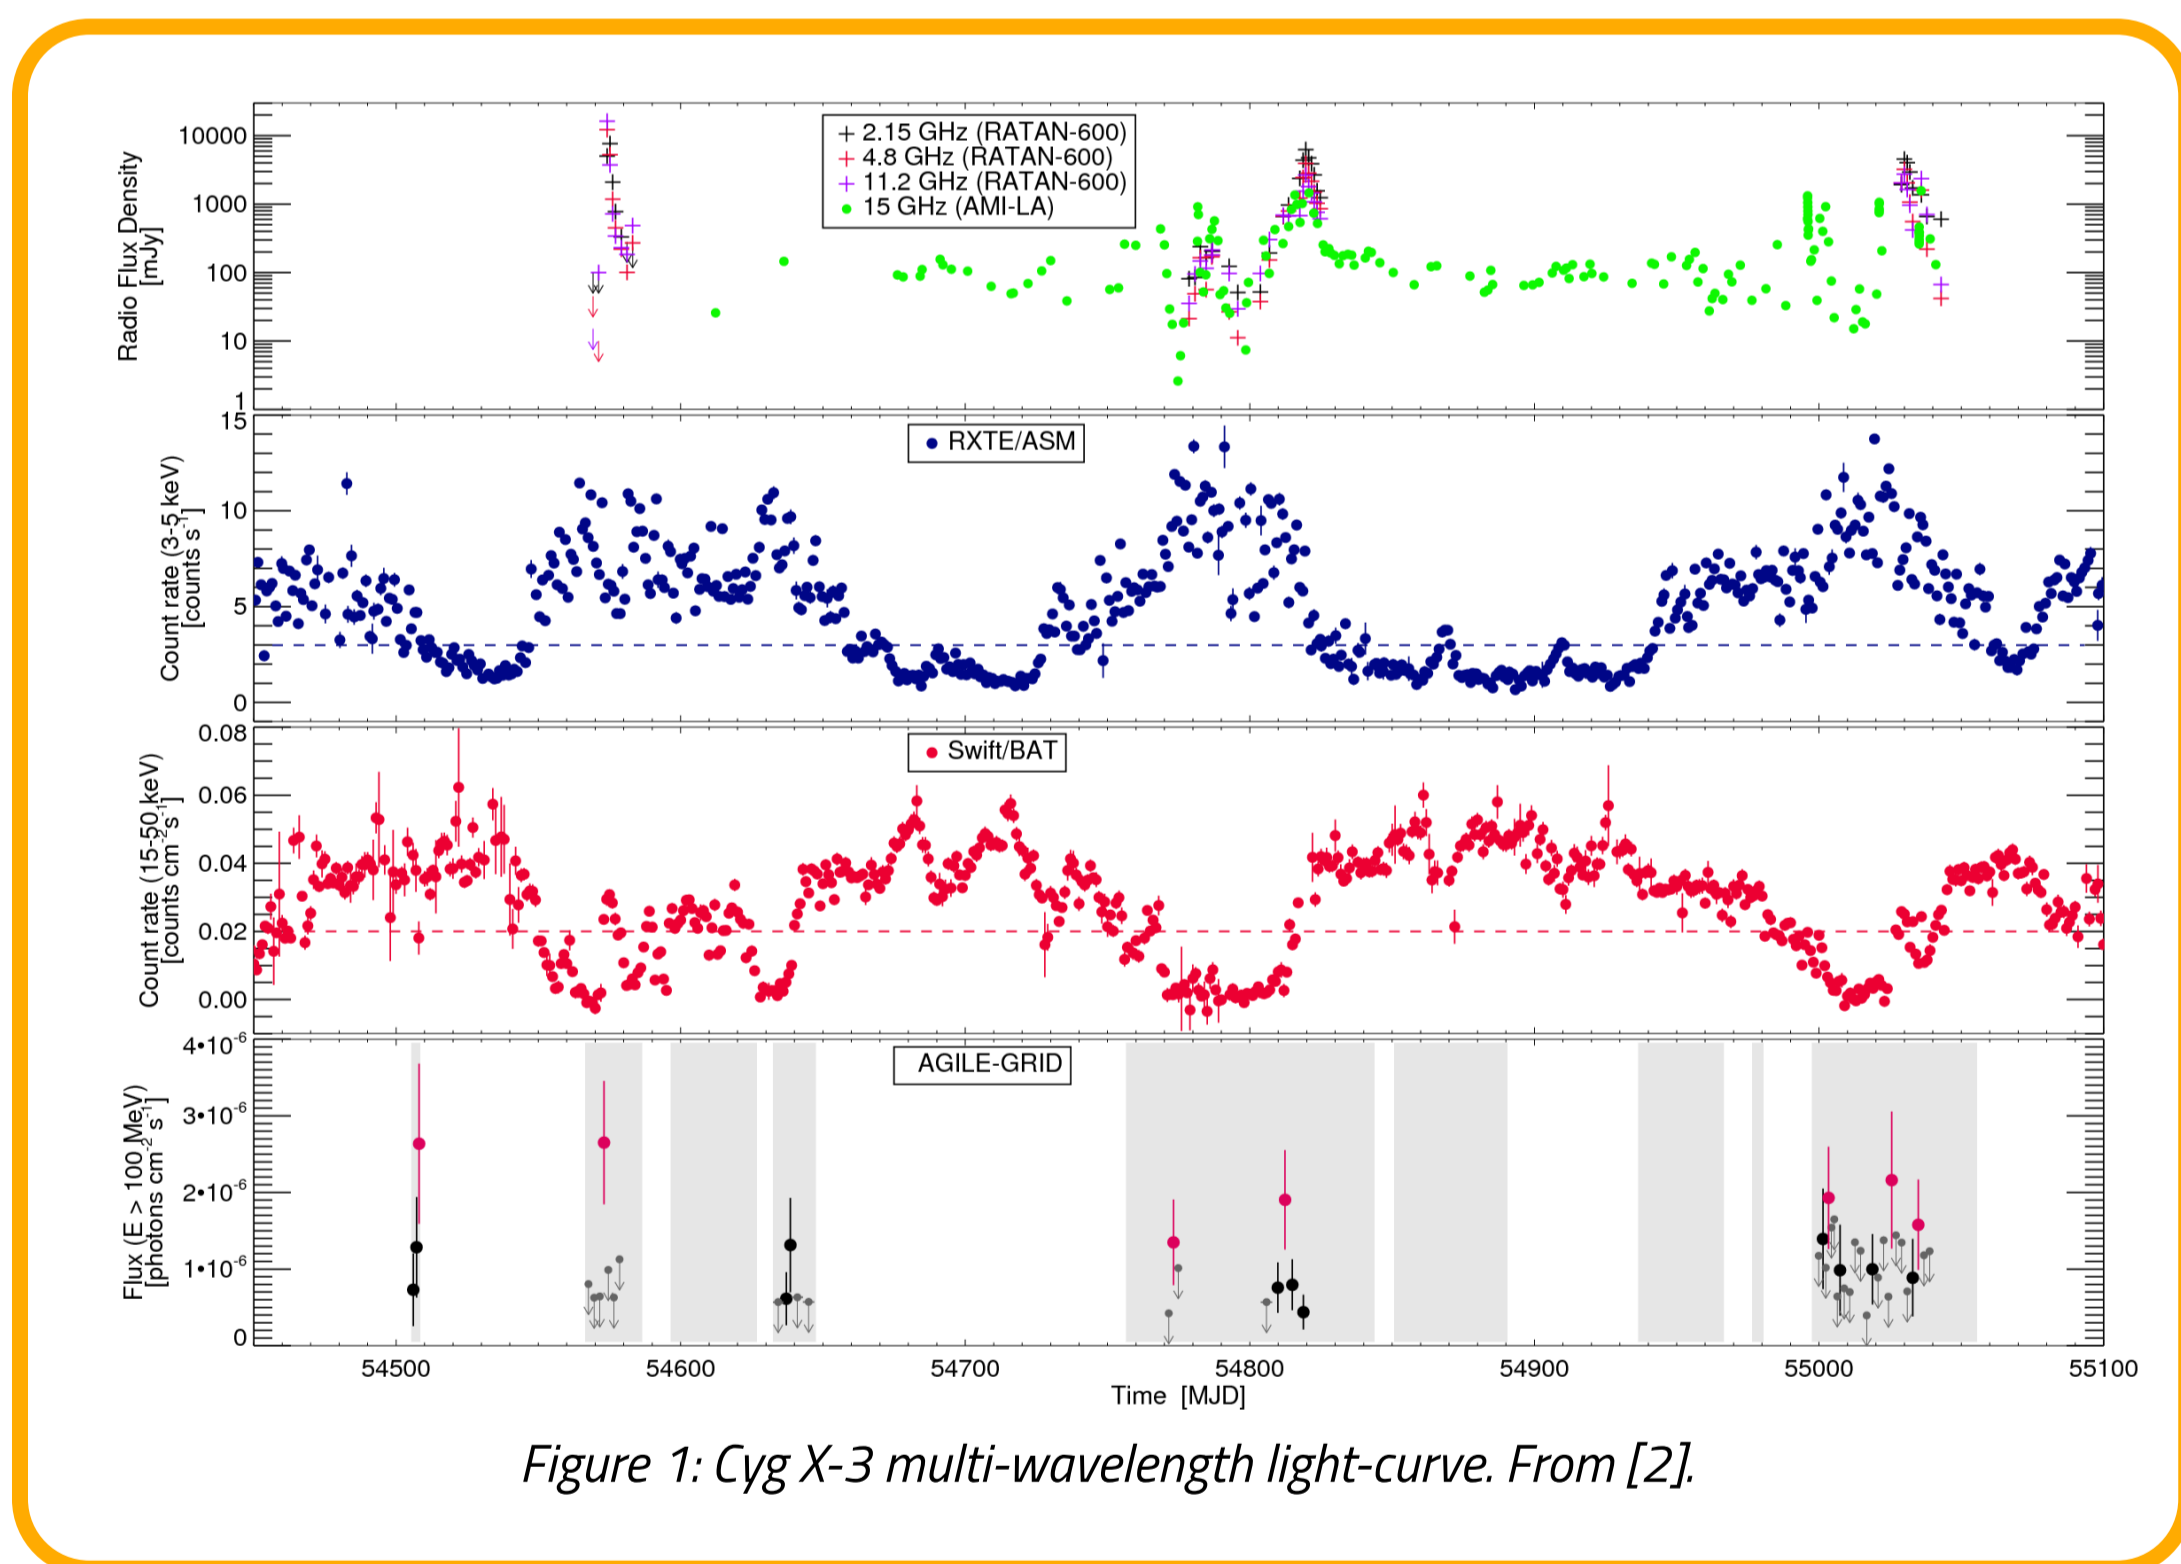 Radio Flux Density
[mJy]
10000
1000
100
10
1
+ 2.15 GHz (RATAN-600)
+ 4.8 GHz (RATAN-600)
+ 11.2 GHz (RATAN-600)
15 GHz (AMI-LA)
Count rate (3-5 keV)
[counts s⁻¹]
15
10
5
0
RXTE/ASM
Count rate (15-50 keV)
[counts cm⁻² s⁻¹]
0.08
0.06
0.04
0.02
0.00
Swift/BAT
Flux (E > 100 MeV)
[photons cm⁻² s⁻¹]
4•10⁻⁶
3•10⁻⁶
2•10⁻⁶
1•10⁻⁶
0
AGILE-GRID
54500 54600 54700 54800 54900 55000 55100
Time [MJD]
Figure 1: Cyg X-3 multi-wavelength light-curve. From [2].